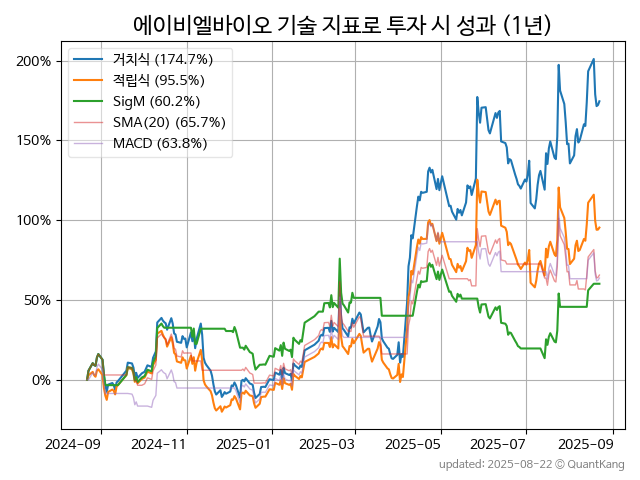 에이비엘바이오 기술 지표로 투자 시 성과 (1년)
200%
150%
100%
50%
0%
거치식 (174.7%)
적립식 (95.5%)
SigM (60.2%)
SMA(20) (65.7%)
MACD (63.8%)
2024-09 2024-11 2025-01 2025-03 2025-05 2025-07 2025-09
updated: 2025-08-22 © QuantKang